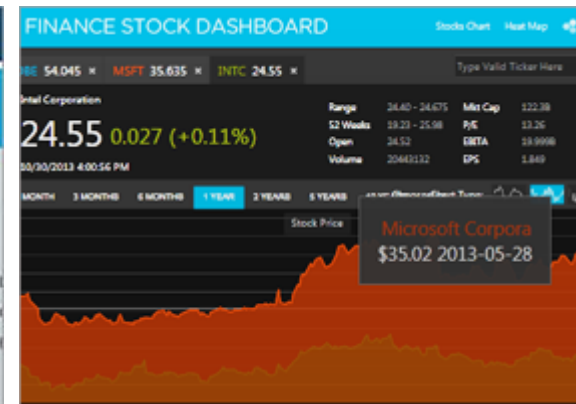 FINANCE STOCK DASHBOARD
Stocks Chart Heat Map
54.045 × MSFT 35.635 × INTC 24.55 ×
Type Valid Ticker Here
Intel Corporation
24.55 0.027 (+0.11%)
10/30/2013 4:00:56 PM
Range 24.40 - 24.675 Mkt Cap 122.3B
52 Weeks 19.23 - 25.98 P/E 13.26
Open 24.52 EBITA 19.999B
Volume 20443132 EPS 1.849
MONTH 3 MONTHS 6 MONTHS 1 YEAR 2 YEARS 5 YEARS
Stock Price
Microsoft Corpora
$35.02 2013-05-28